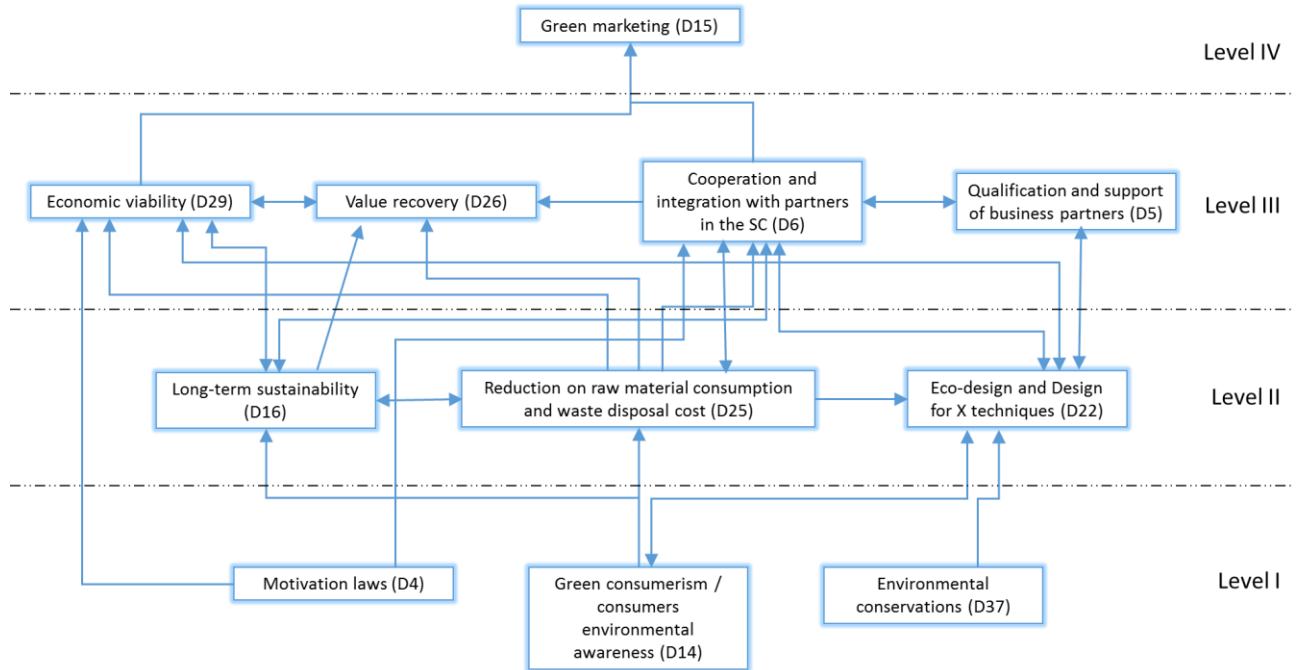 Green marketing (D15)
Level IV
Economic viability (D29)
Value recovery (D26)
Cooperation and
integration with partners
in the SC (D6)
Qualification and support
of business partners (D5)
Level III
Long-term sustainability
(D16)
Reduction on raw material consumption
and waste disposal cost (D25)
Eco-design and Design
for X techniques (D22)
Level II
Motivation laws (D4)
Green consumerism /
consumers
environmental
awareness (D14)
Environmental
conservations (D37)
Level I